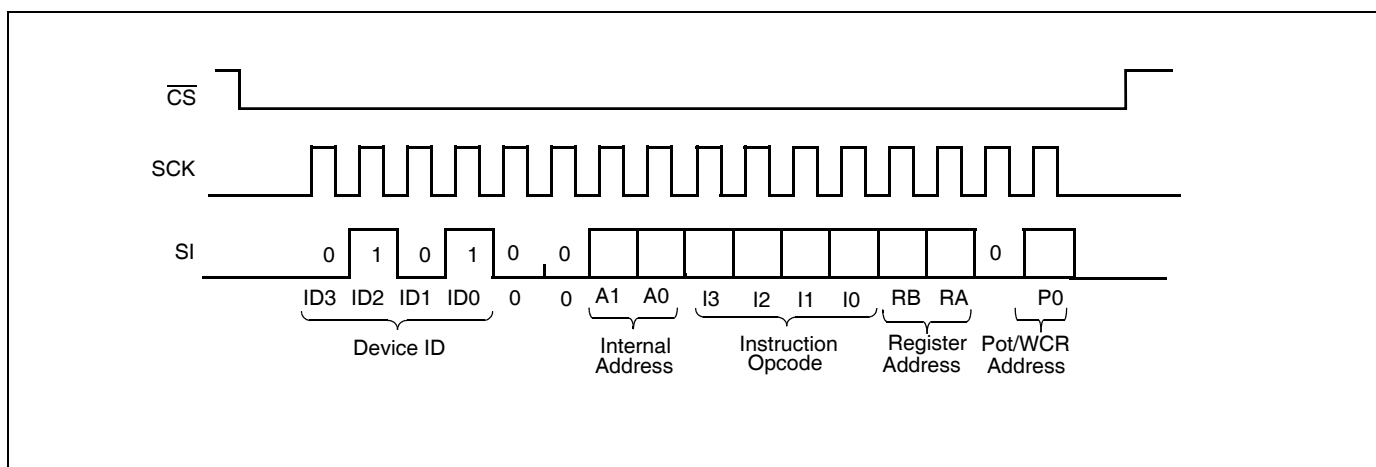 CS
SCK
SI
0 1 0 1 0 0 0
ID3 ID2 ID1 ID0 0 0 A1 A0 I3 I2 I1 I0 RB RA P0
Device ID
Internal
Address
Instruction
Opcode
Register
Address
Pot/WCR
Address